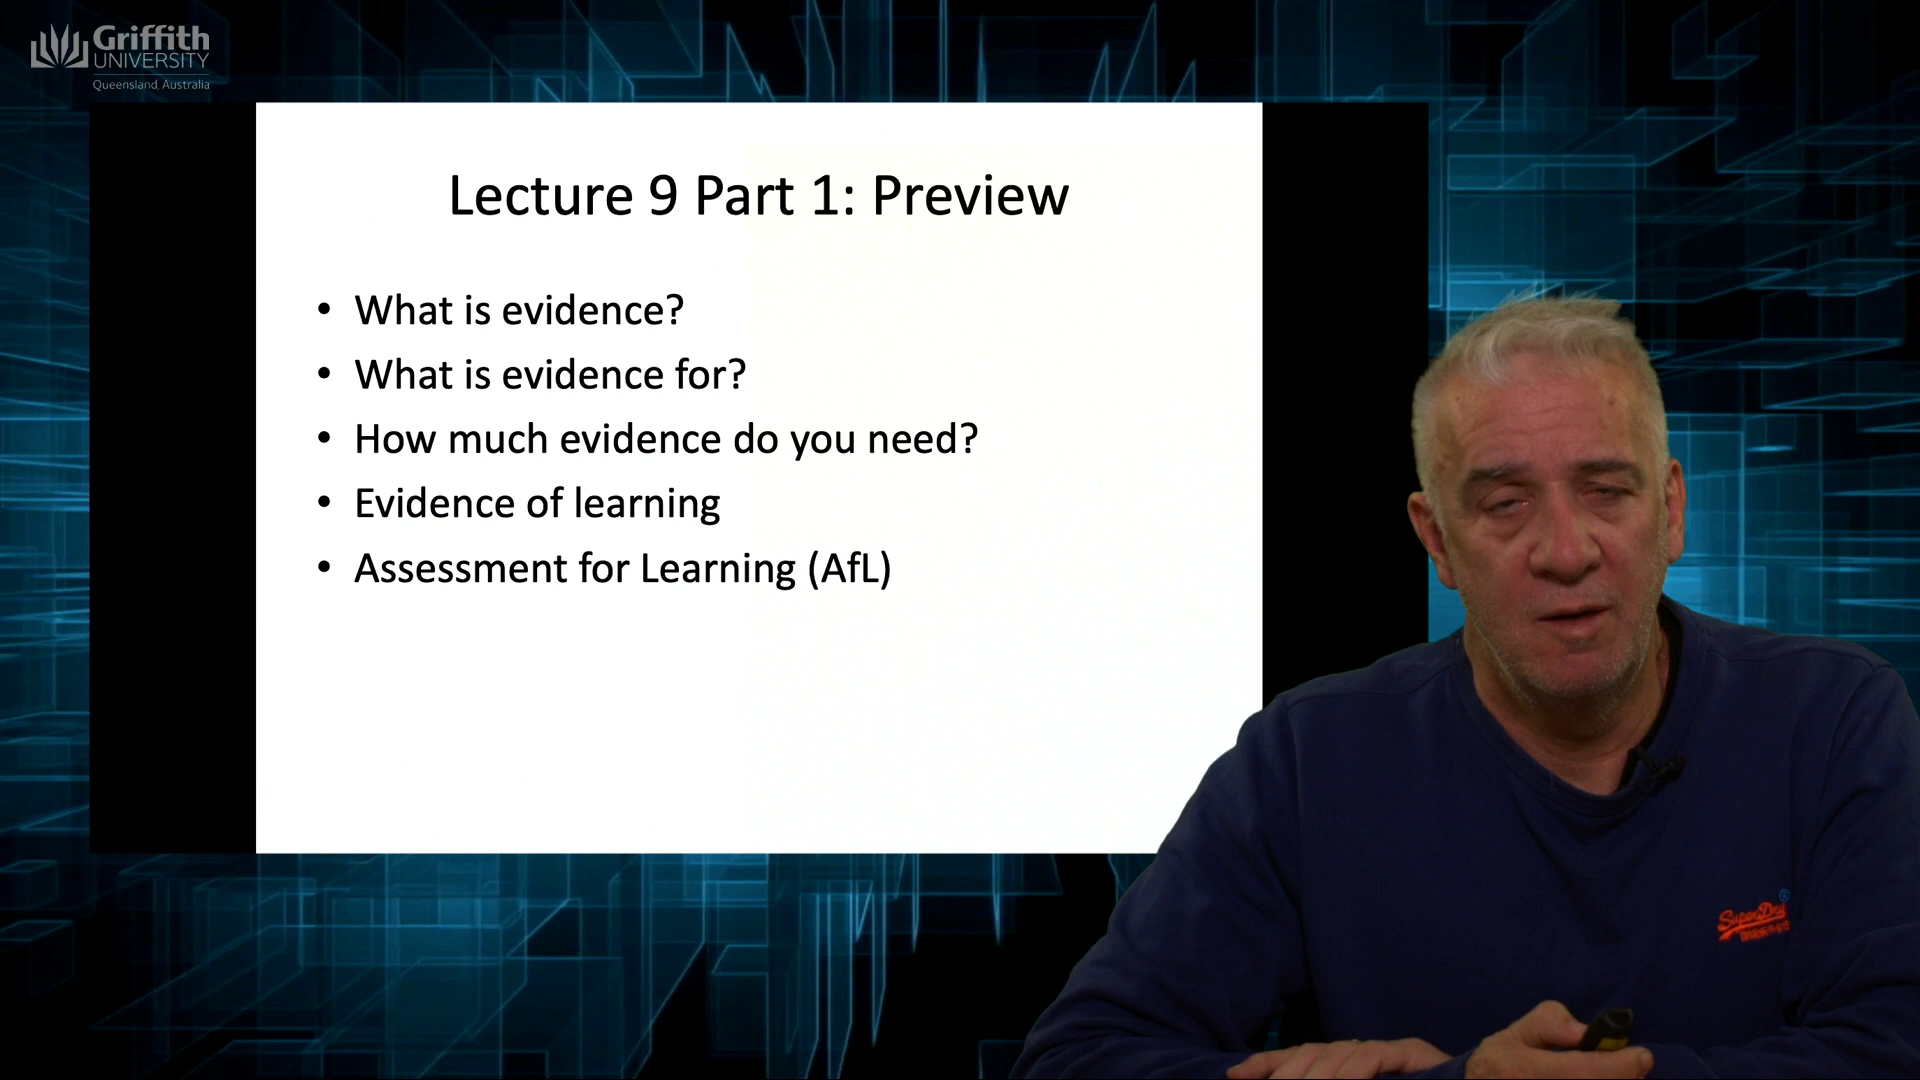 Griffith
UNIVERSITY
Queensland, Australia
Lecture 9 Part 1: Preview
• What is evidence?
• What is evidence for?
• How much evidence do you need?
• Evidence of learning
• Assessment for Learning (AfL)
SuperDry